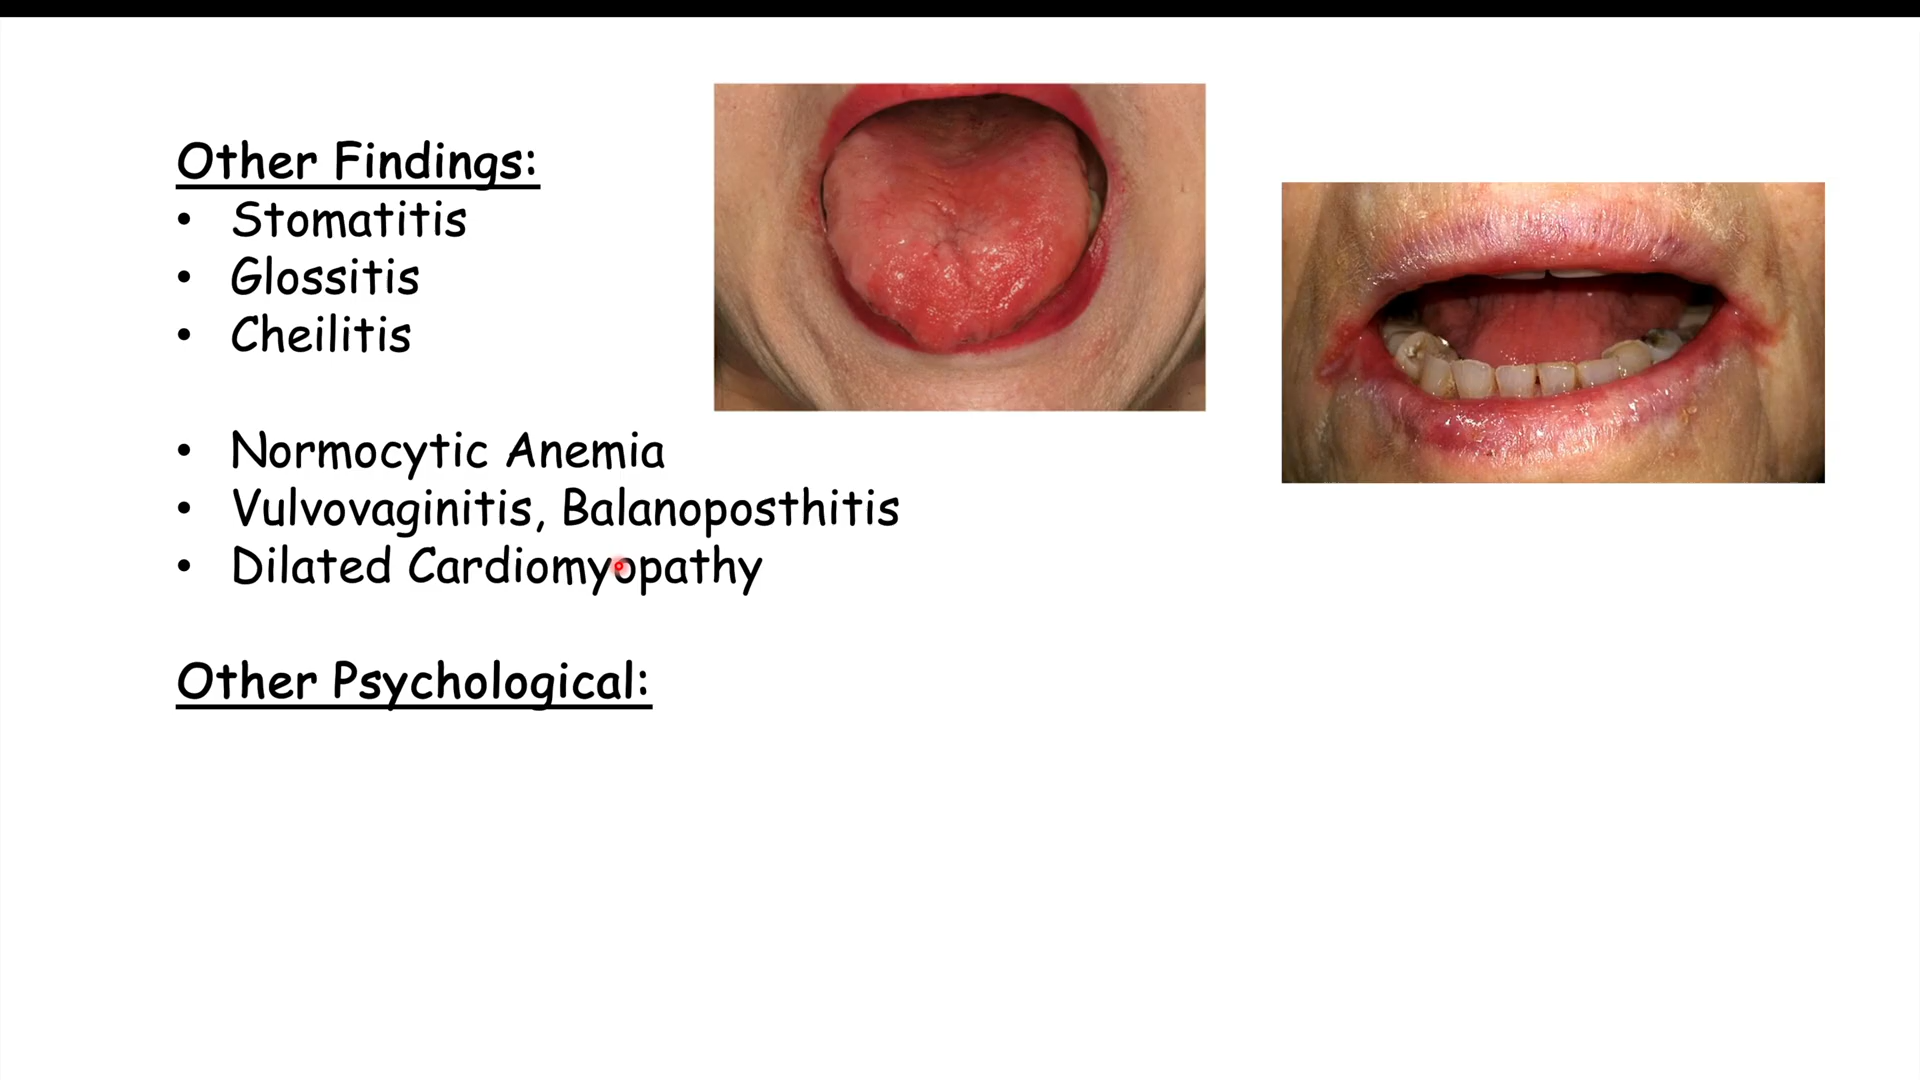 Other Findings:
• Stomatitis
• Glossitis
• Cheilitis
• Normocytic Anemia
• Vulvovaginitis, Balanoposthitis
• Dilated Cardiomyopathy
Other Psychological: